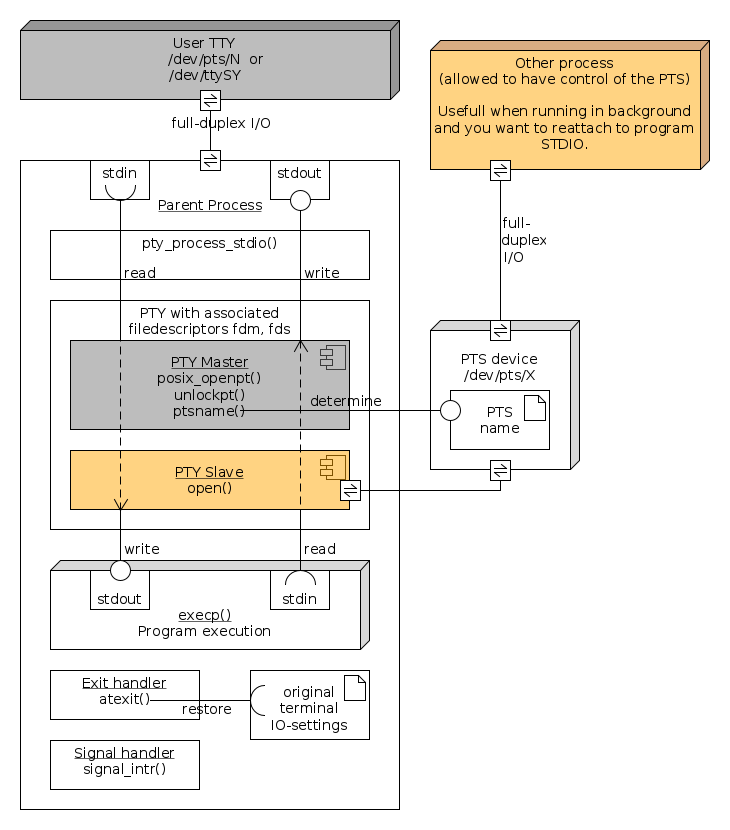 User TTY
/dev/pts/N or
/dev/ttySY
full-duplex I/O
Other process
(allowed to have control of the PTS)
Usefull when running in background
and you want to reattach to program
STDIO.
full-
duplex
I/O
stdin
stdout
Parent Process
pty_process_stdio()
read
write
PTY with associated
filedescriptors fdm, fds
PTY Master
posix_openpt()
unlockpt()
ptsname()
determine
PTS device
/dev/pts/X
PTS
name
PTY Slave
open()
write
read
stdout
stdin
execp()
Program execution
Exit handler
atexit()
restore
original
terminal
IO-settings
Signal handler
signal_intr()